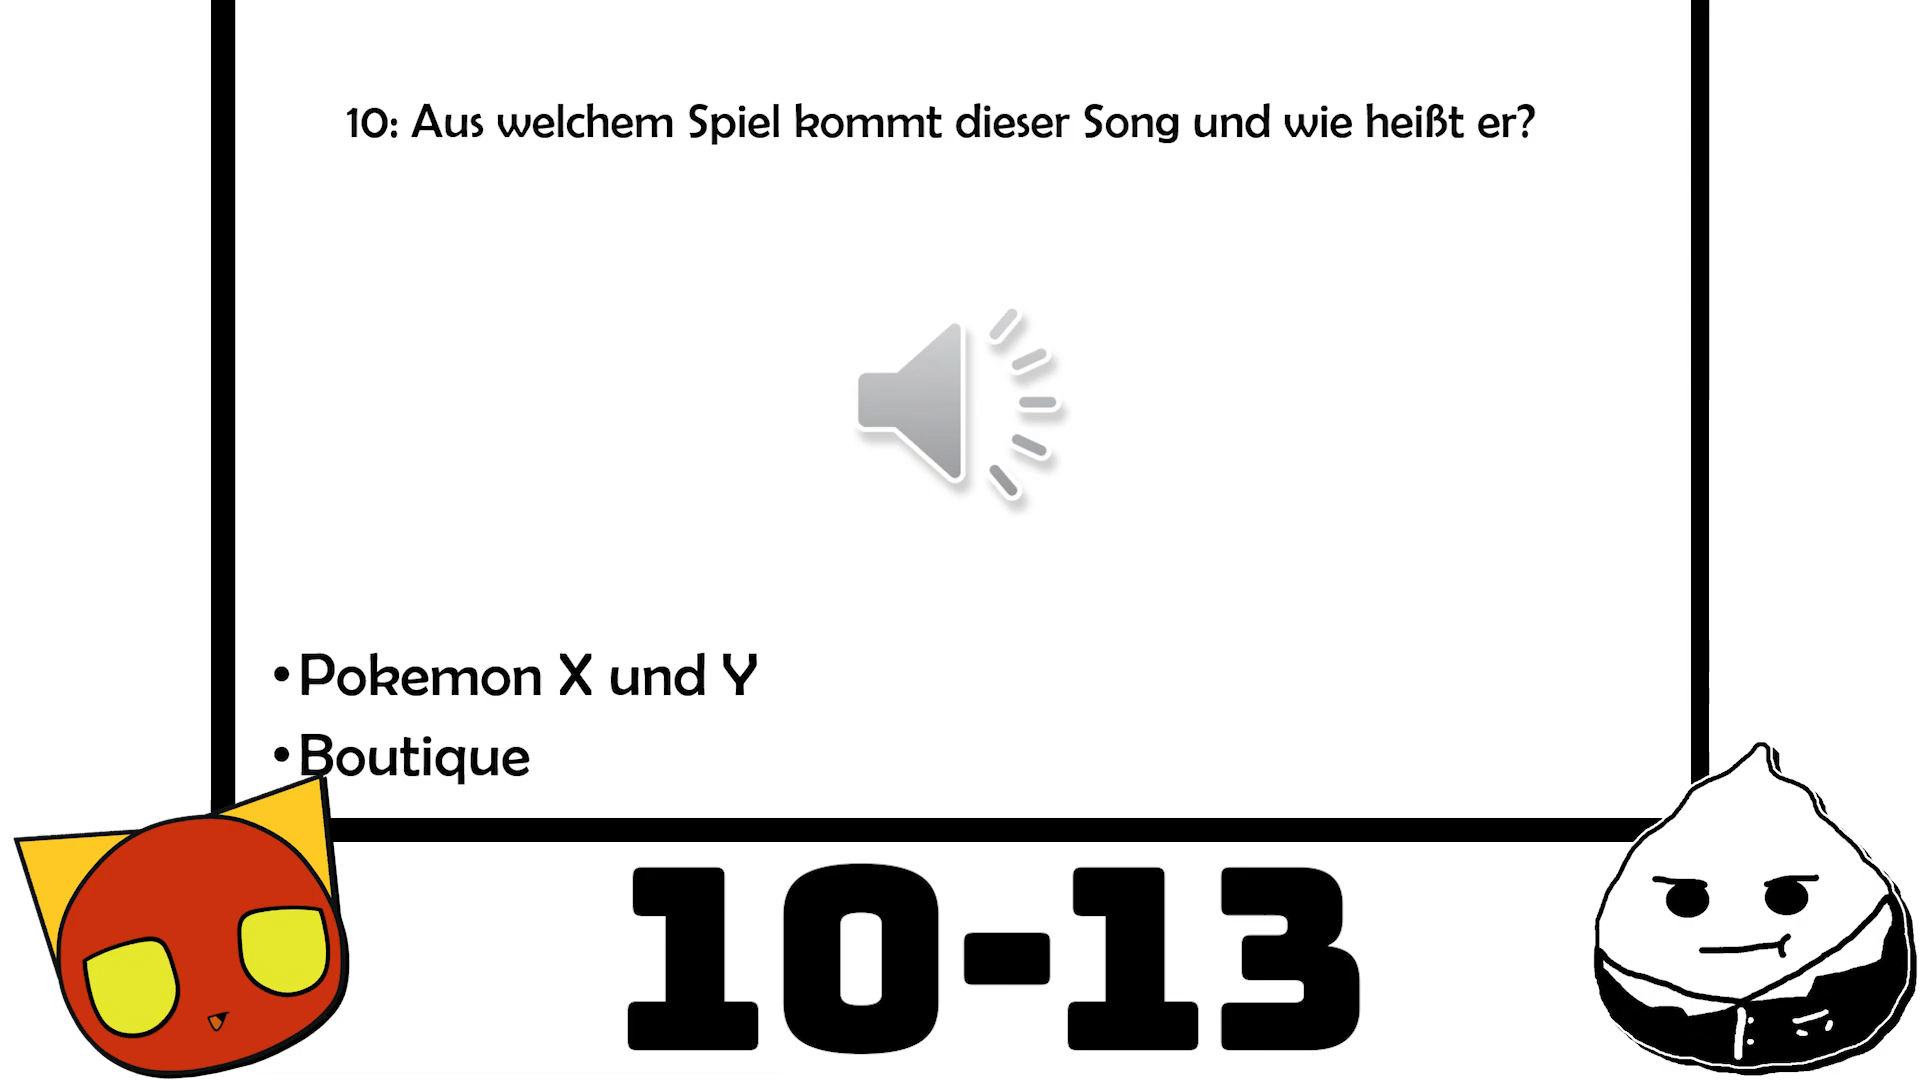 10: Aus welchem Spiel kommt dieser Song und wie heißt er?
•Pokemon X und Y
•Boutique
10-13